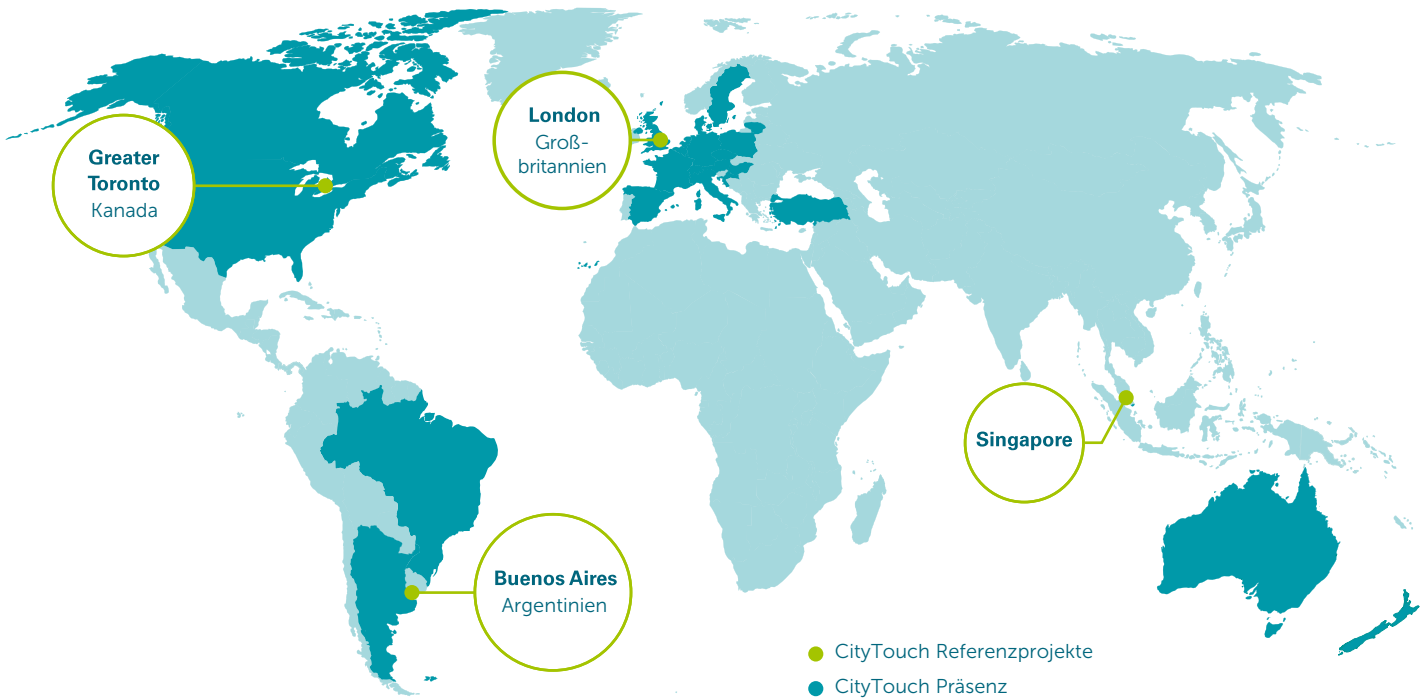 Greater
Toronto
Kanada
London
Groß-
britannien
Singapore
Buenos Aires
Argentinien
CityTouch Referenzprojekte
CityTouch Präsenz